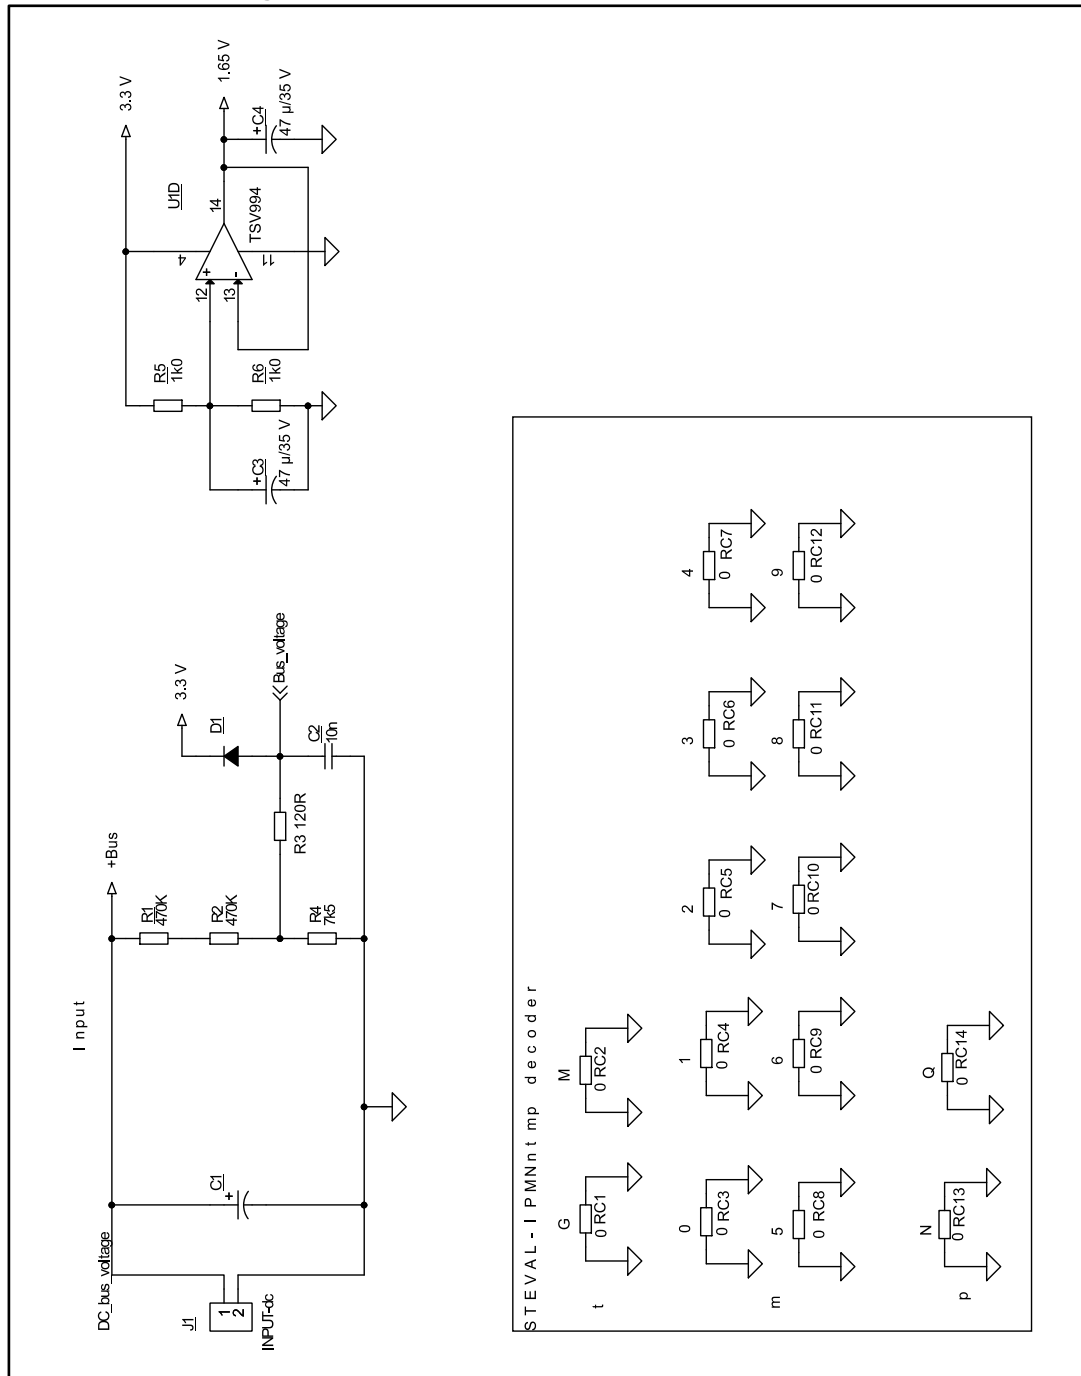 Input
J1
1
2
INPUT-dc
DC_bus_voltage
C1
+
+Bus
R1
470K
R2
470K
R4
7k5
R3 120R
D1
3.3 V
C2
10n
Bus_voltage
3.3 V
R5
1k0
R6
1k0
+C3
47 µ/35 V
U1D
4
12
+
13
-
11
14
TSV994
1.65 V
+C4
47 µ/35 V
STEVAL-IPMNntmp decoder
t
G
0 RC1
M
0 RC2
m
0
0 RC3
1
0 RC4
2
0 RC5
3
0 RC6
4
0 RC7
5
0 RC8
6
0 RC9
7
0 RC10
8
0 RC11
9
0 RC12
p
N
0 RC13
Q
0 RC14